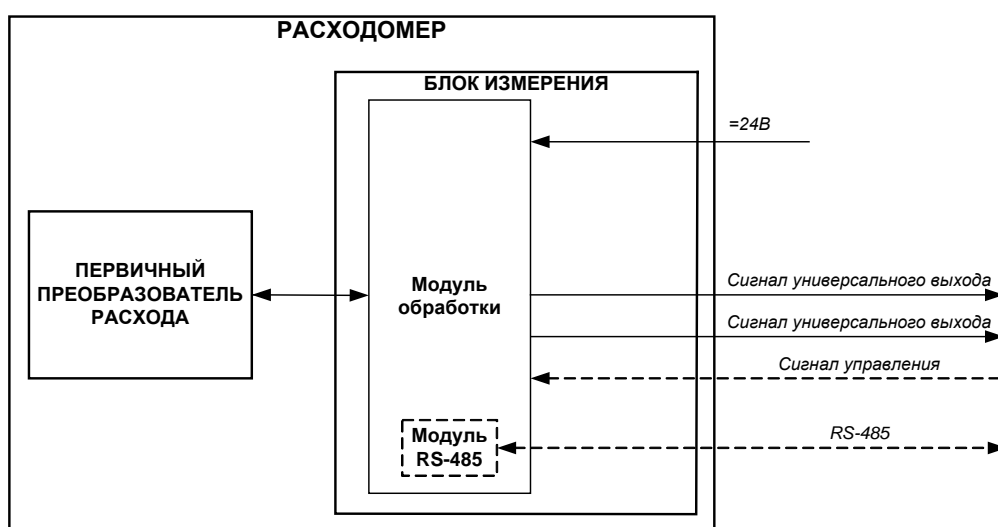 РАСХОДОМЕР
БЛОК ИЗМЕРЕНИЯ
=24В
ПЕРВИЧНЫЙ
ПРЕОБРАЗОВАТЕЛЬ
РАСХОДА
Модуль
обработки
Сигнал универсального выхода
Сигнал универсального выхода
Сигнал управления
Модуль
RS-485
RS-485